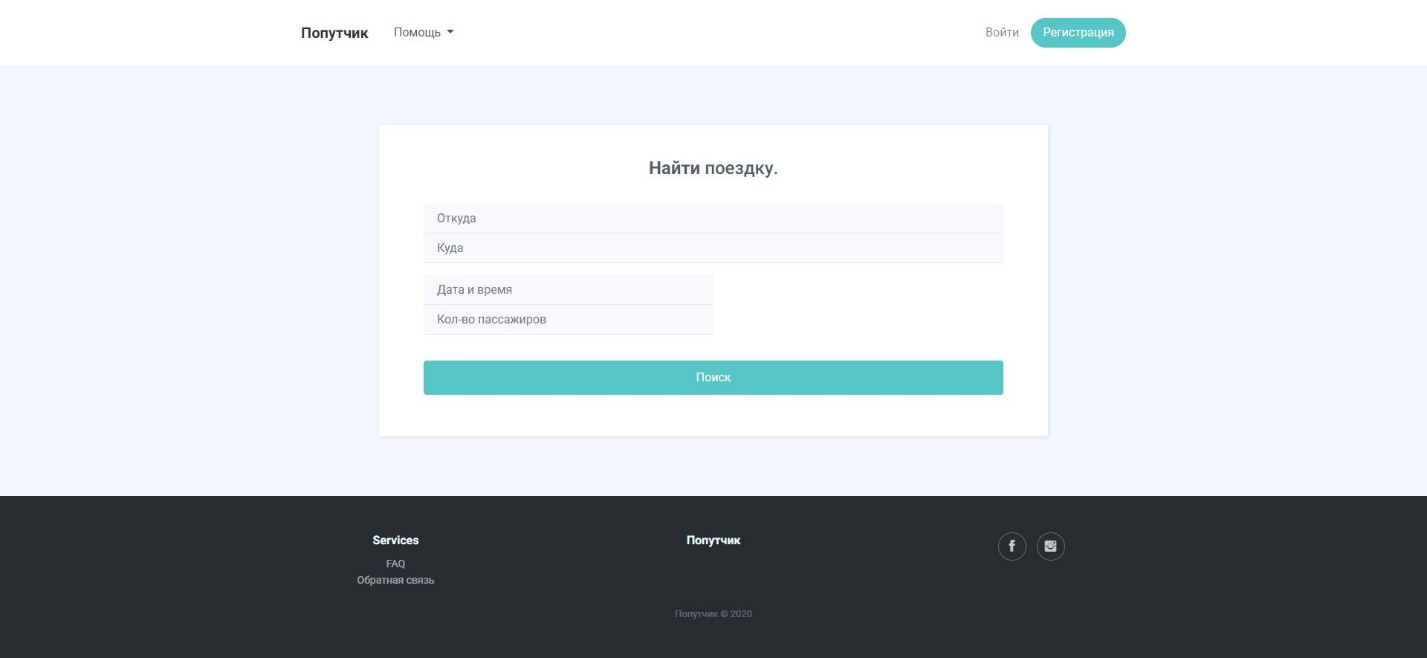 Попутчик Помощь Войти Регистрация
Найти поездку.
Откуда
Куда
Дата и время
Кол-во пассажиров
Поиск
Services Попутчик
FAQ
Обратная связь
Попутчик © 2020